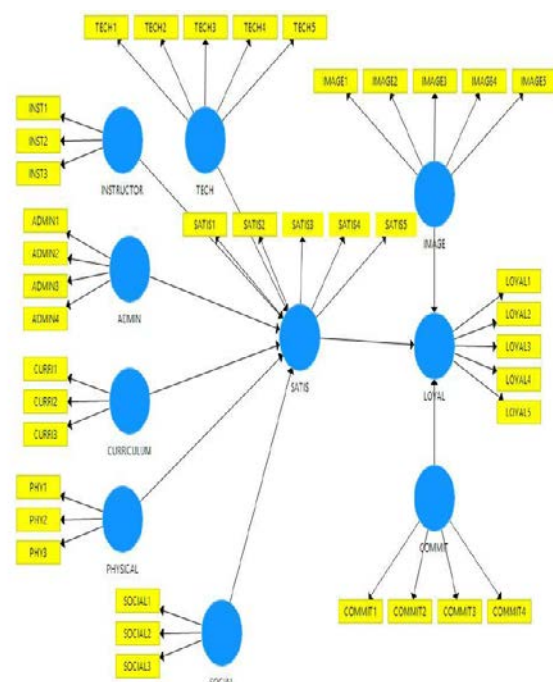 TECH1
TECH2
TECH3
TECH4
TECH5
TECH
IMAGE1
IMAGE2
IMAGE3
IMAGE4
IMAGE5
IMAGE
INST1
INST2
INST3
INSTRUCTOR
SATIS1
SATIS2
SATIS3
SATIS4
SATIS5
SATIS
ADMIN1
ADMIN2
ADMIN3
ADMIN4
ADMIN
LOYAL1
LOYAL2
LOYAL3
LOYAL4
LOYAL5
LOYAL
CURRI1
CURRI2
CURRI3
CURRICULUM
PHY1
PHY2
PHY3
PHYSICAL
COMMIT
COMMIT1
COMMIT2
COMMIT3
COMMIT4
SOCIAL1
SOCIAL2
SOCIAL3
SOCIAL